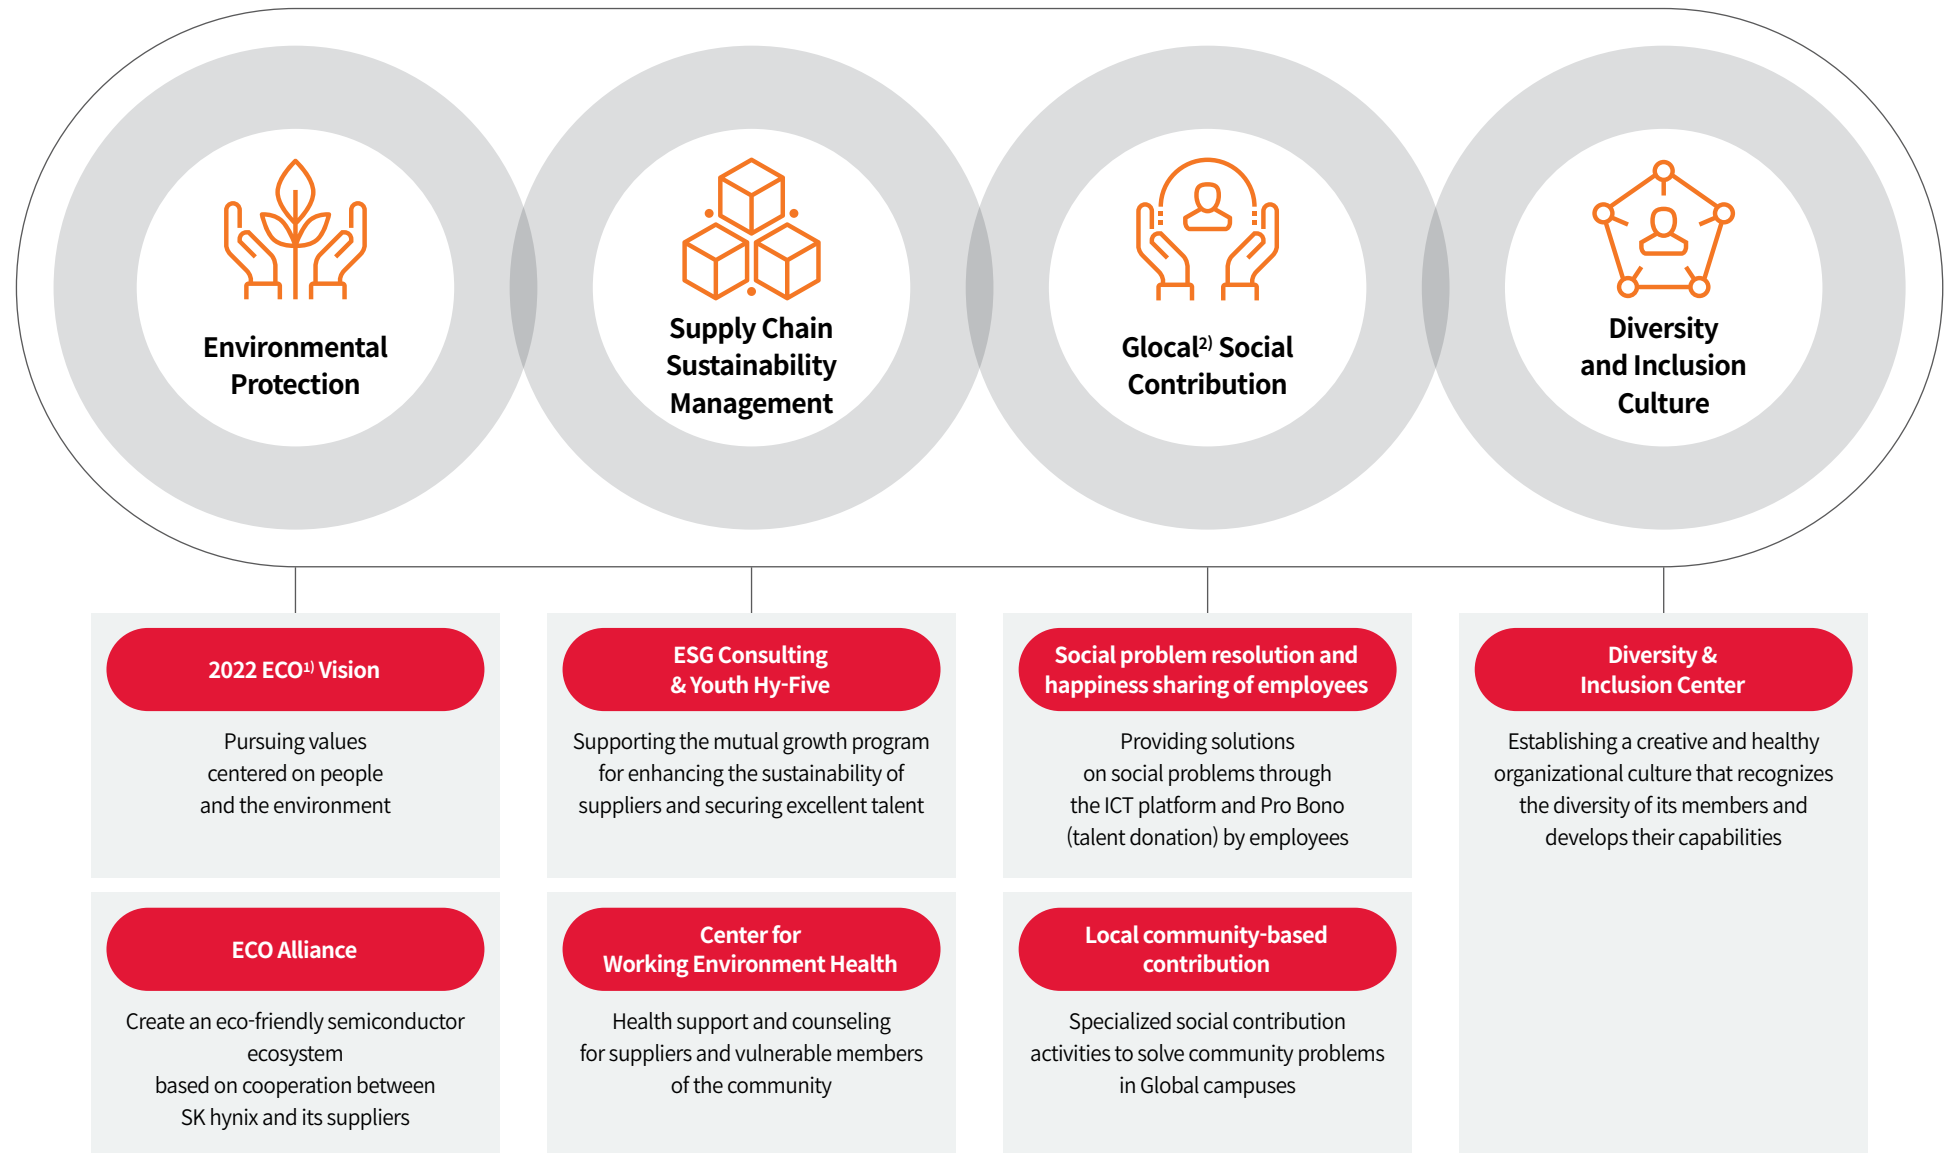 Environmental
Protection
Supply Chain
Sustainability
Management
Glocal2) Social
Contribution
Diversity
and Inclusion
Culture
2022 ECO1) Vision
Pursuing values
centered on people
and the environment
ESG Consulting
& Youth Hy-Five
Supporting the mutual growth program
for enhancing the sustainability of
suppliers and securing excellent talent
Social problem resolution and
happiness sharing of employees
Providing solutions
on social problems through
the ICT platform and Pro Bono
(talent donation) by employees
Diversity &
Inclusion Center
Establishing a creative and healthy
organizational culture that recognizes
the diversity of its members and
develops their capabilities
ECO Alliance
Create an eco-friendly semiconductor
ecosystem
based on cooperation between
SK hynix and its suppliers
Center for
Working Environment Health
Health support and counseling
for suppliers and vulnerable members
of the community
Local community-based
contribution
Specialized social contribution
activities to solve community problems
in Global campuses